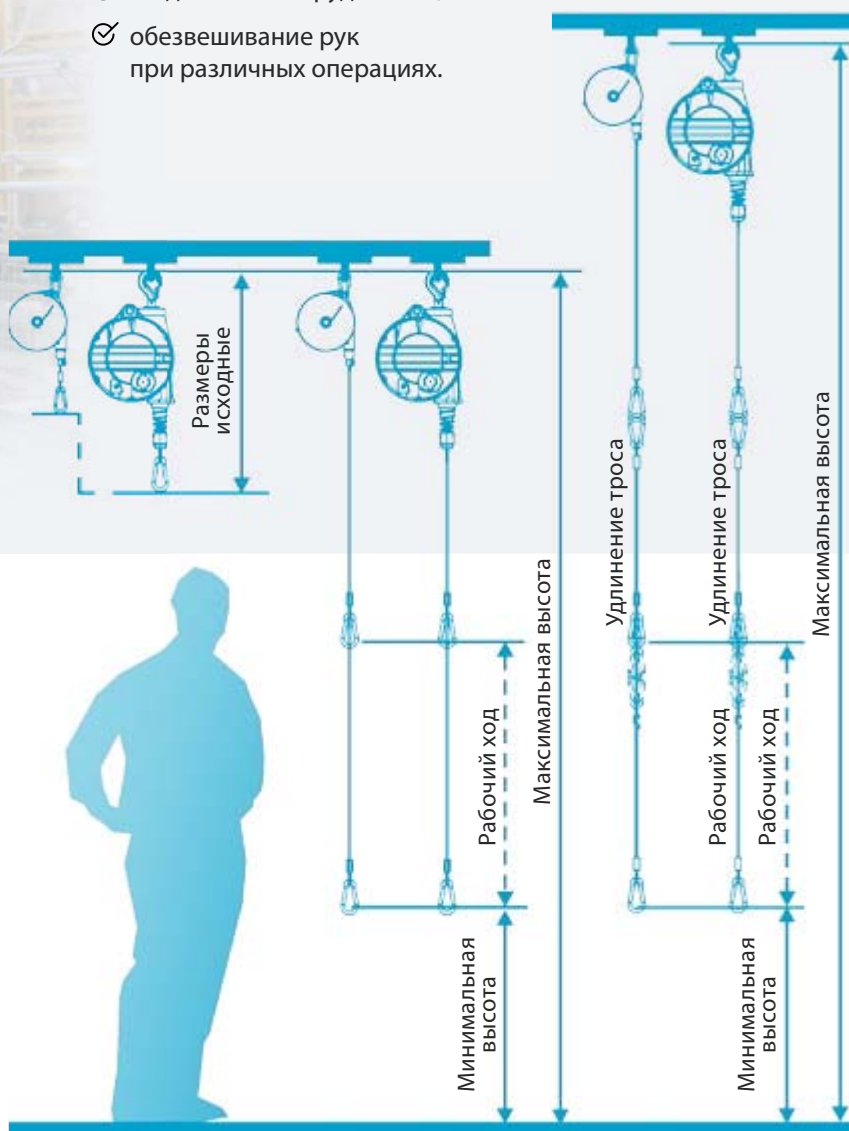 обезвешивание рук
при различных операциях.
Размеры
исходные
Максимальная высота
Рабочий ход
Минимальная
высота
Удлинение троса
Удлинение троса
Максимальная высота
Рабочий ход
Рабочий ход
Минимальная
высота